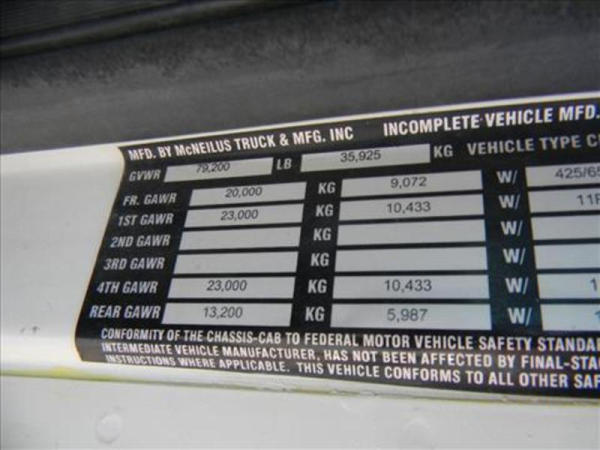 MFD. BY McNEILUS TRUCK & MFG. INC INCOMPLETE VEHICLE MFD.
GVWR 79,200 LB 35,925 KG VEHICLE TYPE
FR. GAWR 20,000 KG 9,072 W/ 425/65
1ST GAWR 23,000 KG 10,433 W/ 11R
2ND GAWR KG W/
3RD GAWR KG W/
4TH GAWR 23,000 KG 10,433 W/ 1
REAR GAWR 13,200 KG 5,987 W/ 1
CONFORMITY OF THE CHASSIS-CAB TO FEDERAL MOTOR VEHICLE SAFETY STANDA
INTERMEDIATE VEHICLE MANUFACTURER, HAS NOT BEEN AFFECTED BY FINAL-STA
INSTRUCTIONS WHERE APPLICABLE. THIS VEHICLE CONFORMS TO ALL OTHER SAF